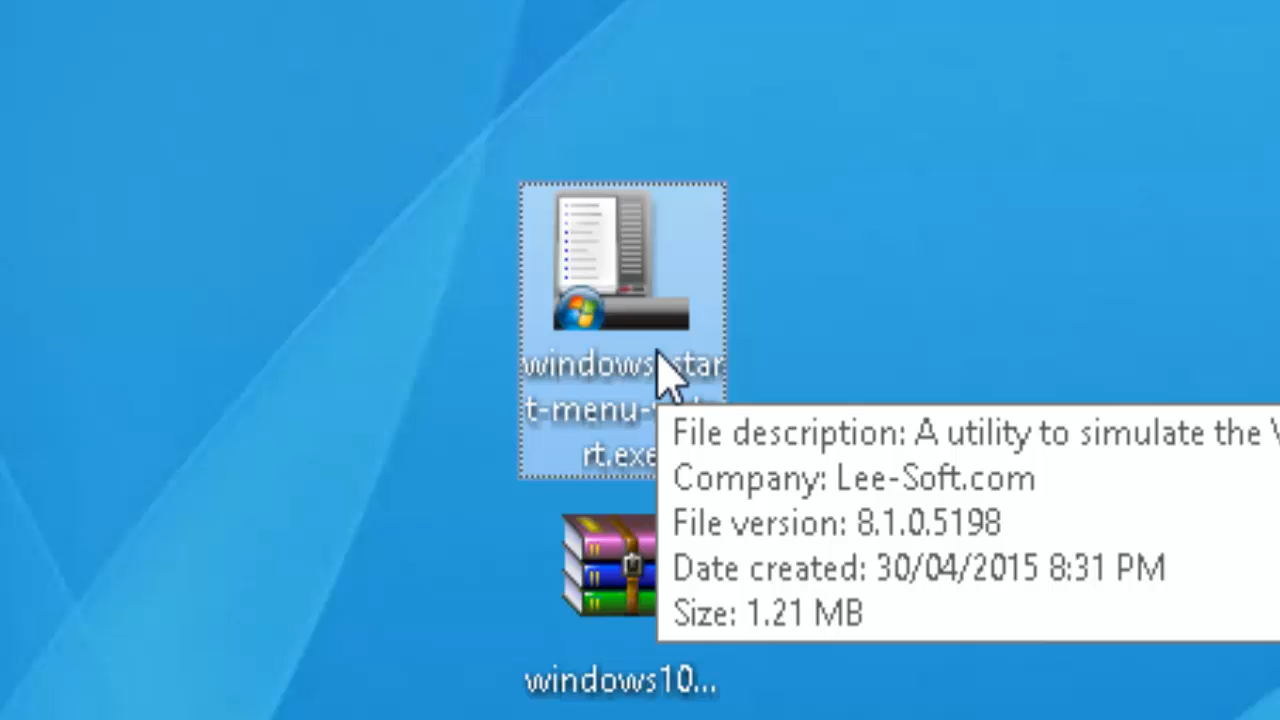 windows star
t-menu-
rt.exe
File description: A utility to simulate the
Company: Lee-Soft.com
File version: 8.1.0.5198
Date created: 30/04/2015 8:31 PM
Size: 1.21 MB
windows10...